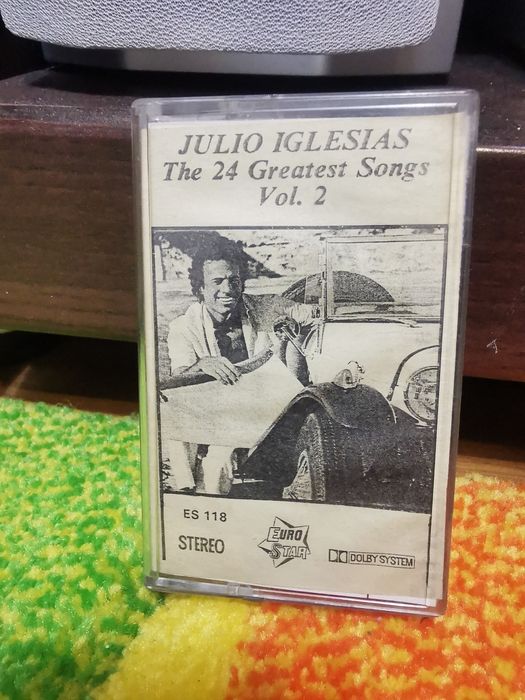 JULIO IGLESIAS
The 24 Greatest Songs
Vol. 2
ES 118
STEREO
EURO
STAR
DOLBY SYSTEM